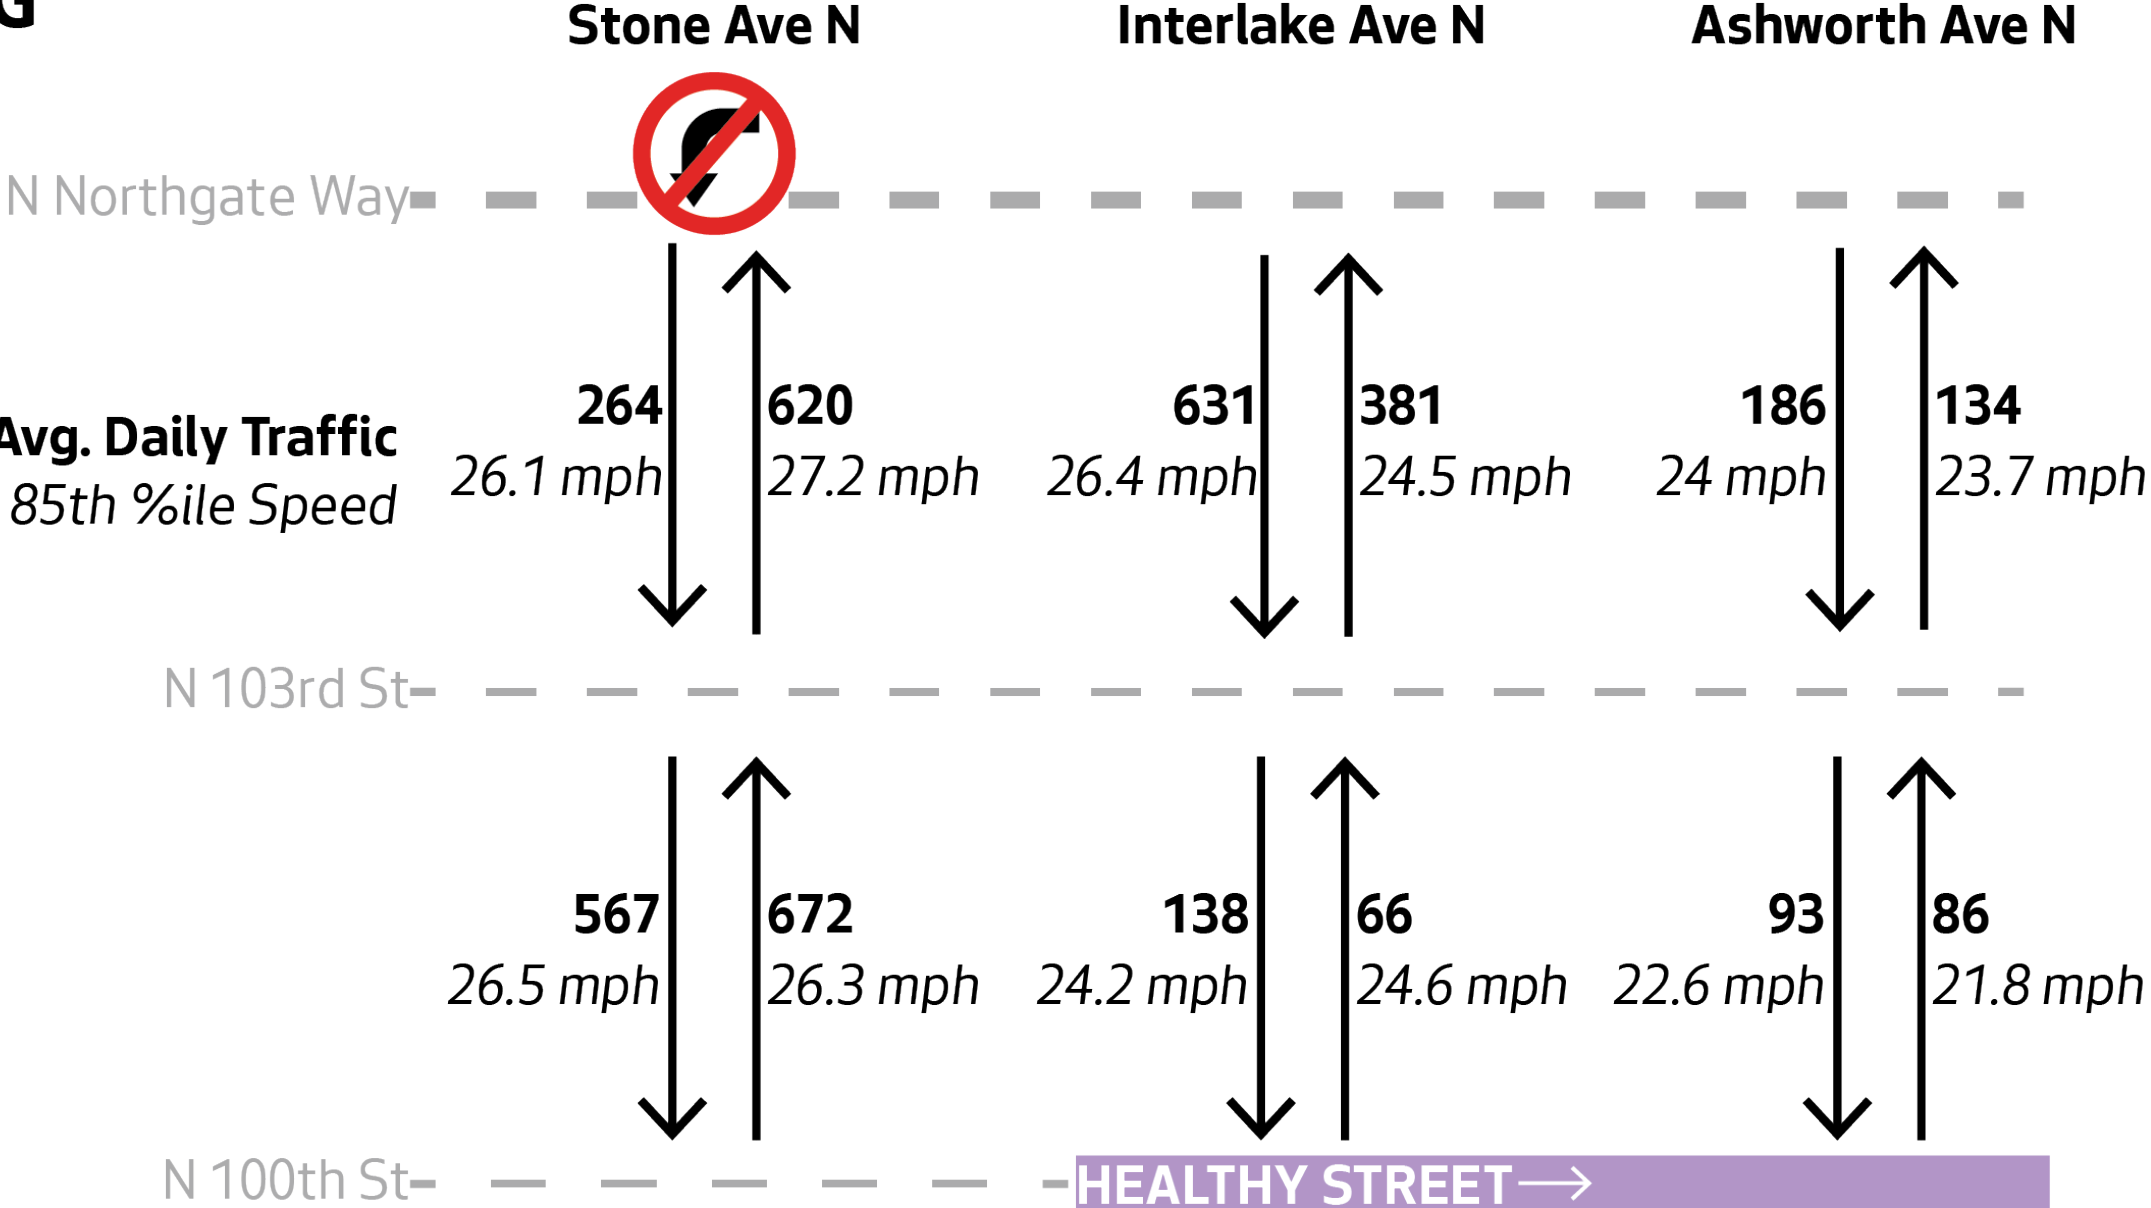 G
Stone Ave N Interlake Ave N Ashworth Ave N
N Northgate Way
264 620 631 381 186 134
Avg. Daily Traffic
26.1 mph 27.2 mph 26.4 mph 24.5 mph 24 mph 23.7 mph
85th %ile Speed
N 103rd St
567 672 138 66 93 86
26.5 mph 26.3 mph 24.2 mph 24.6 mph 22.6 mph 21.8 mph
N 100th St HEALTHY STREET→